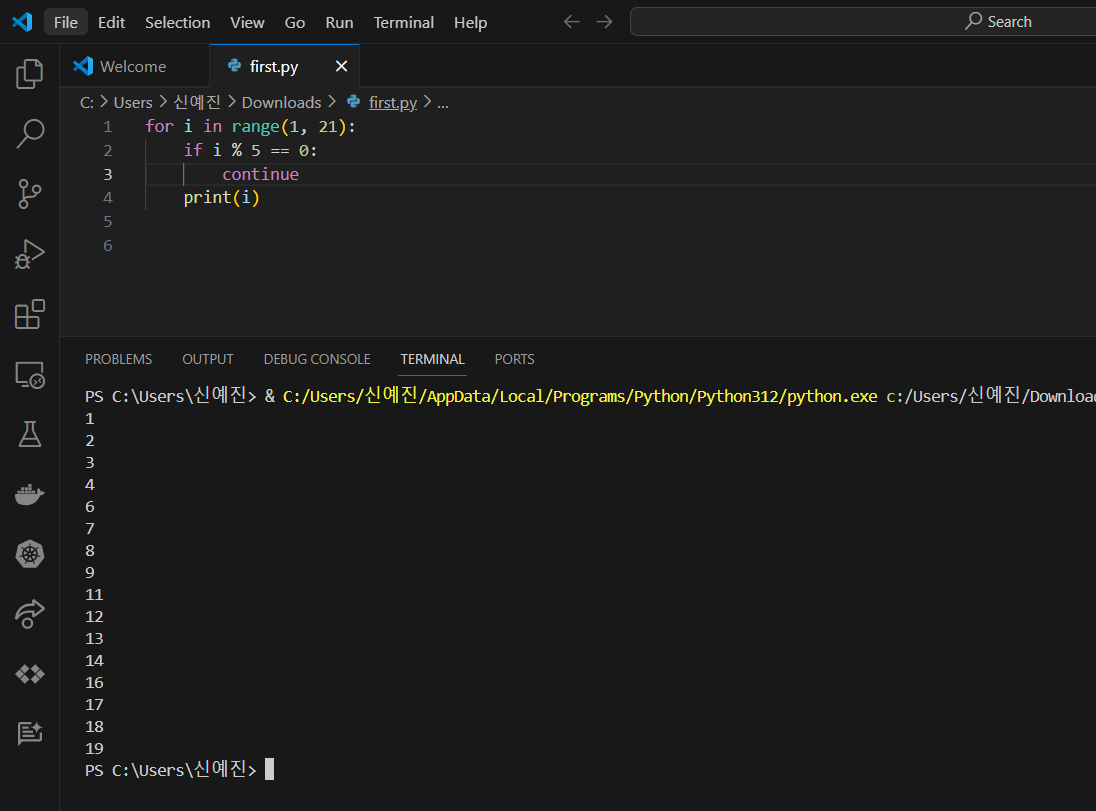 File Edit Selection View Go Run Terminal Help Search
Welcome first.py
C: > Users > 신예진 > Downloads > first.py > ...
1 for i in range(1, 21):
2     if i % 5 == 0:
3         continue
4     print(i)
5
6
PROBLEMS OUTPUT DEBUG CONSOLE TERMINAL PORTS
PS C:\Users\신예진> & C:/Users/신예진/AppData/Local/Programs/Python/Python312/python.exe c:/Users/신예진/Downloa
1
2
3
4
6
7
8
9
11
12
13
14
16
17
18
19
PS C:\Users\신예진>